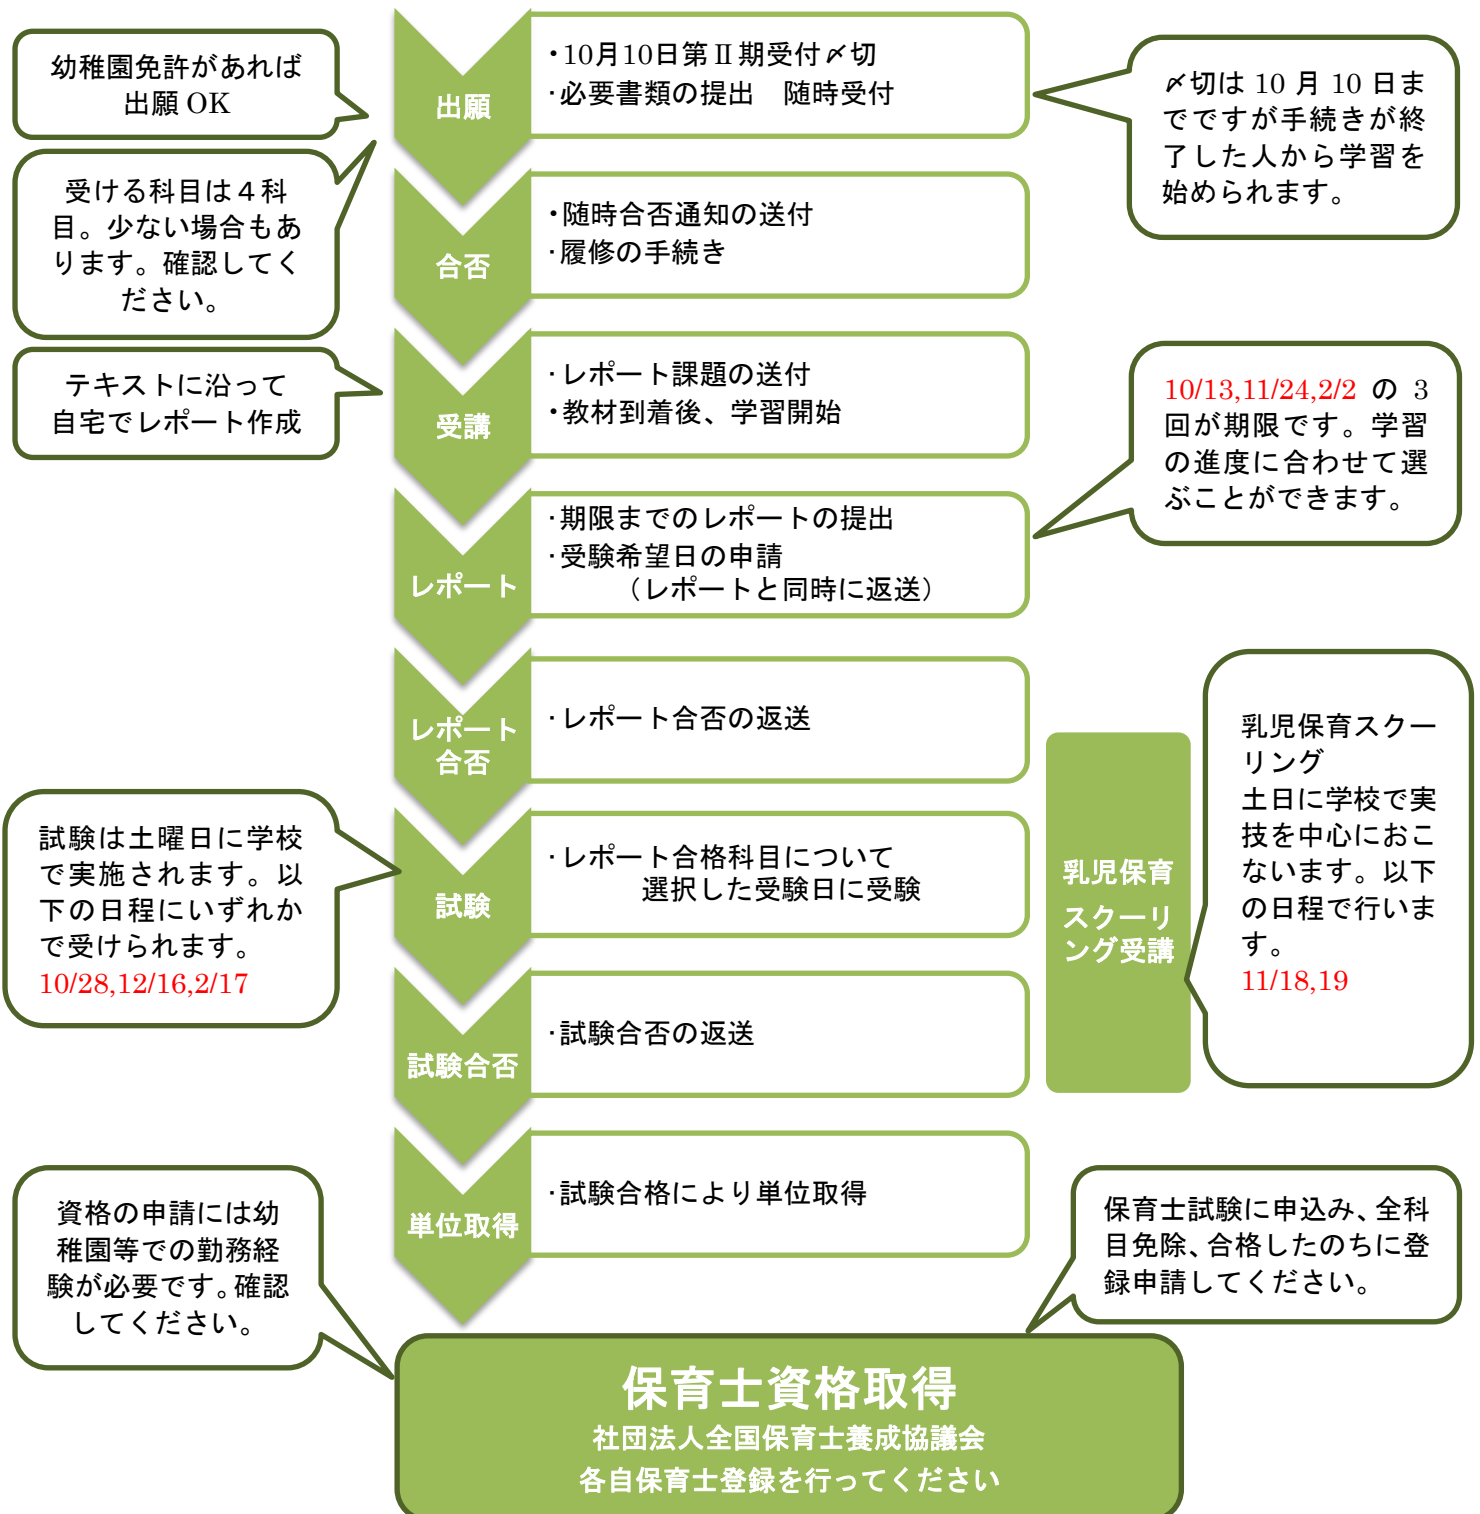 幼稚園免許があれば
出願 OK
出願
・10月10日第Ⅱ期受付〆切
・必要書類の提出　随時受付
〆切は 10 月 10 日ま
でですが手続きが終
了した人から学習を
始められます。
受ける科目は４科
目。少ない場合もあ
ります。確認してく
ださい。
合否
・随時合否通知の送付
・履修の手続き
テキストに沿って
自宅でレポート作成
受講
・レポート課題の送付
・教材到着後、学習開始
10/13,11/24,2/2 の 3
回が期限です。学習
の進度に合わせて選
ぶことができます。
レポート
・期限までのレポートの提出
・受験希望日の申請
（レポートと同時に返送）
レポート
合否
・レポート合否の返送
乳児保育
スクーリ
ング受講
乳児保育スクー
リング
土日に学校で実
技を中心におこ
ないます。以下
の日程で行いま
す。
11/18,19
試験は土曜日に学校
で実施されます。以
下の日程にいずれか
で受けられます。
10/28,12/16,2/17
試験
・レポート合格科目について
選択した受験日に受験
試験合否
・試験合否の返送
単位取得
・試験合格により単位取得
資格の申請には幼
稚園等での勤務経
験が必要です。確認
してください。
保育士試験に申込み、全科
目免除、合格したのちに登
録申請してください。
保育士資格取得
社団法人全国保育士養成協議会
各自保育士登録を行ってください